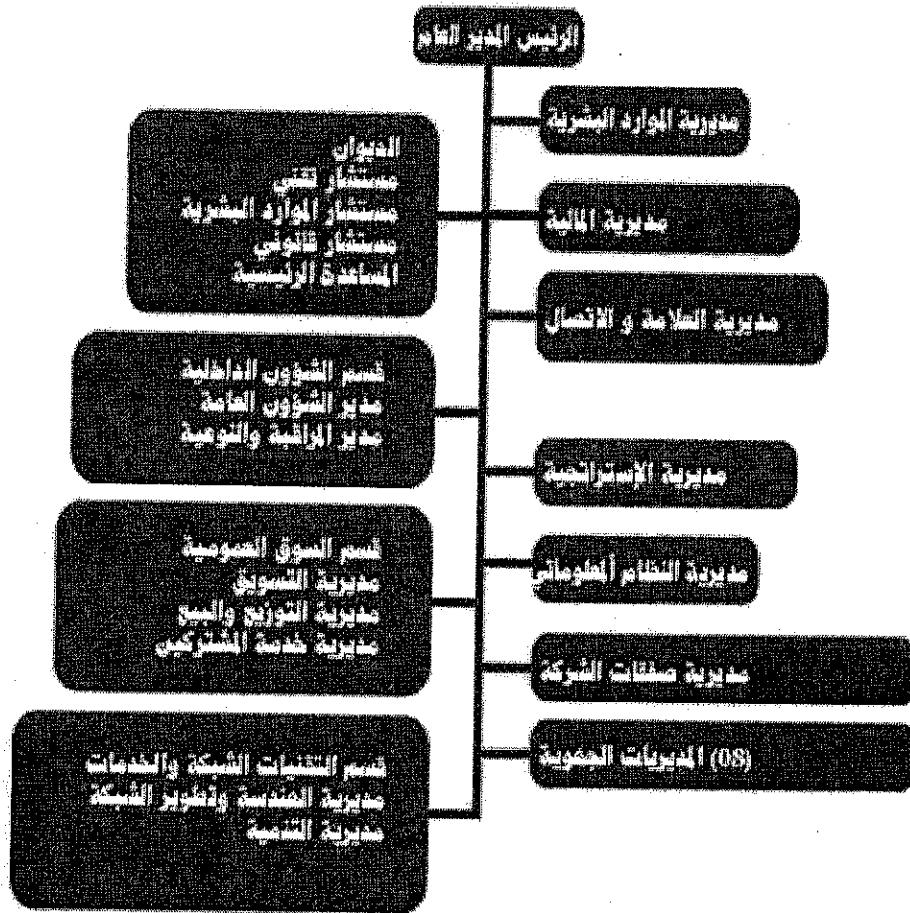 الرئيس المدير العام
مديرية الموارد البشرية
الديوان
مستشار تقني
مستشار الموارد البشرية
مستشار قانوني
المساعدة الرئيسية
مديرية المالية
مديرية العلامة و الاتصال
قسم الشؤون الداخلية
مدير الشؤون العامة
مدير المراقبة والنوعية
مديرية الإستراتجية
قسم السوق العمومية
مديرية التسويق
مديرية التوزيع والبيع
مديرية خدمة المشتركين
مديرية النظام ألمعلوماتي
مديرية صفقات الشركة
(08) المديريات الجهوية
قسم التقنيات الشبكة والخدمات
مديرية الهندسة وتطوير الشبكة
مديرية التنمية